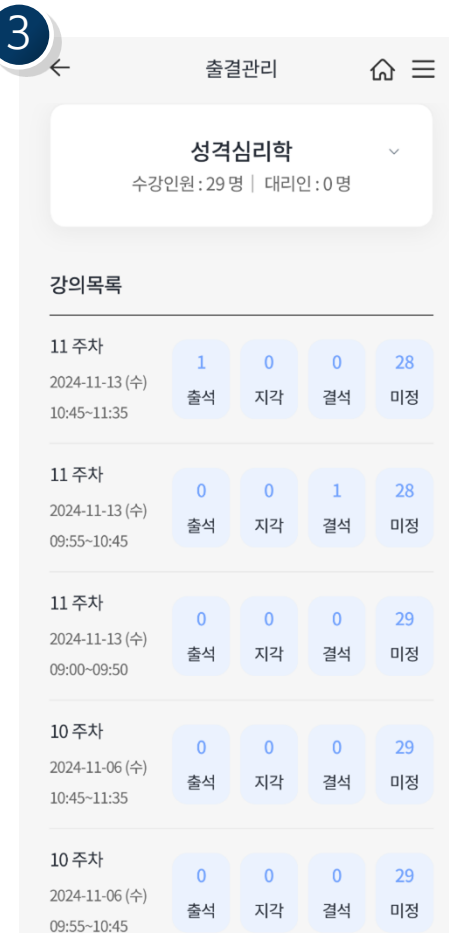 3
출결관리
성격심리학
수강인원 : 29 명 | 대리인 : 0 명
강의목록
11 주차
2024-11-13 (수)
10:45~11:35
1 0 0 28
출석 지각 결석 미정
11 주차
2024-11-13 (수)
09:55~10:45
0 0 1 28
출석 지각 결석 미정
11 주차
2024-11-13 (수)
09:00~09:50
0 0 0 29
출석 지각 결석 미정
10 주차
2024-11-06 (수)
10:45~11:35
0 0 0 29
출석 지각 결석 미정
10 주차
2024-11-06 (수)
09:55~10:45
0 0 0 29
출석 지각 결석 미정